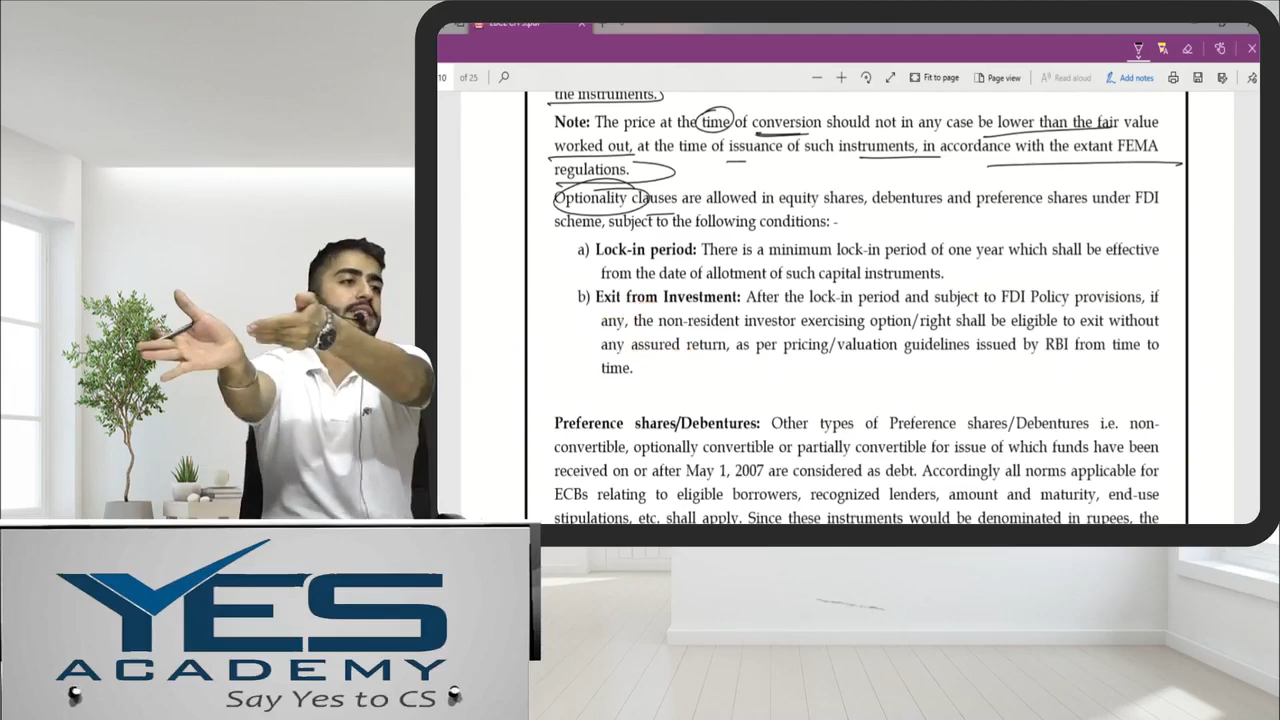 10 of 25 Fit to page Page view Read aloud Add notes
the instruments.
Note: The price at the time of conversion should not in any case be lower than the fair value
worked out, at the time of issuance of such instruments, in accordance with the extant FEMA
regulations.
Optionality clauses are allowed in equity shares, debentures and preference shares under FDI
scheme, subject to the following conditions: -
a) Lock-in period: There is a minimum lock-in period of one year which shall be effective
from the date of allotment of such capital instruments.
b) Exit from Investment: After the lock-in period and subject to FDI Policy provisions, if
any, the non-resident investor exercising option/right shall be eligible to exit without
any assured return, as per pricing/valuation guidelines issued by RBI from time to
time.
Preference shares/Debentures: Other types of Preference shares/Debentures i.e. non-
convertible, optionally convertible or partially convertible for issue of which funds have been
received on or after May 1, 2007 are considered as debt. Accordingly all norms applicable for
ECBs relating to eligible borrowers, recognized lenders, amount and maturity, end-use
stipulations, etc. shall apply. Since these instruments would be denominated in rupees, the
YES
ACADEMY
Say Yes to CS